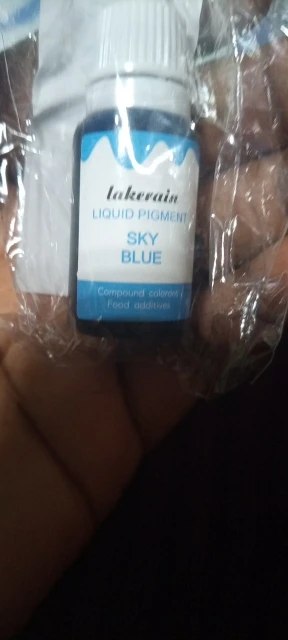 lakerain
LIQUID PIGMENT
SKY
BLUE
Compound colorant
Food additives